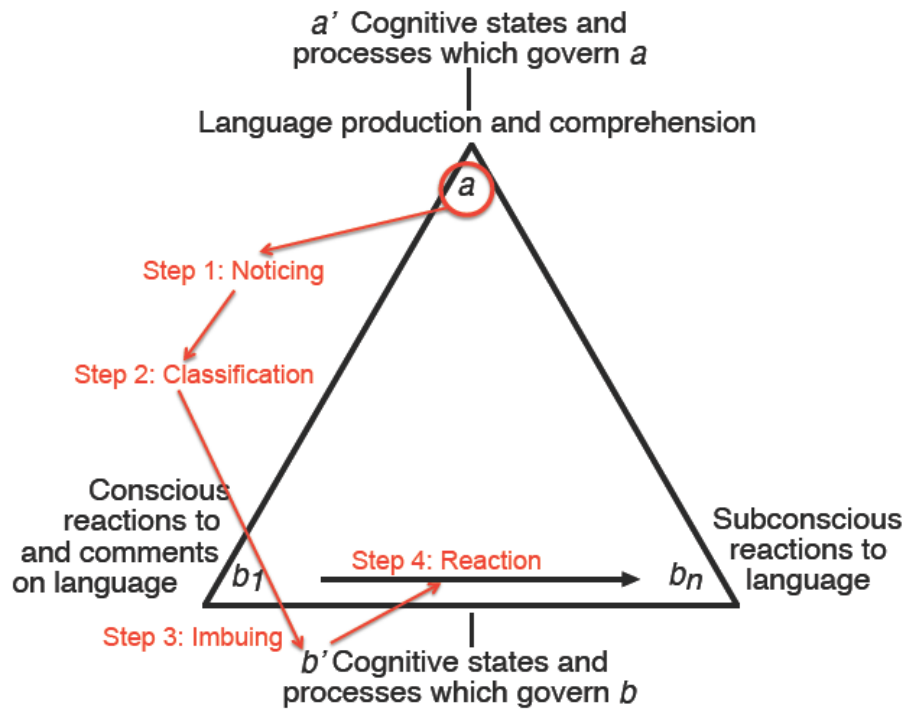 a' Cognitive states and
processes which govern a
Language production and comprehension
a
Step 1: Noticing
Step 2: Classification
Conscious
reactions to
and comments
on language
b1
Step 4: Reaction
bn
Subconscious
reactions to
language
Step 3: Imbuing
b' Cognitive states and
processes which govern b